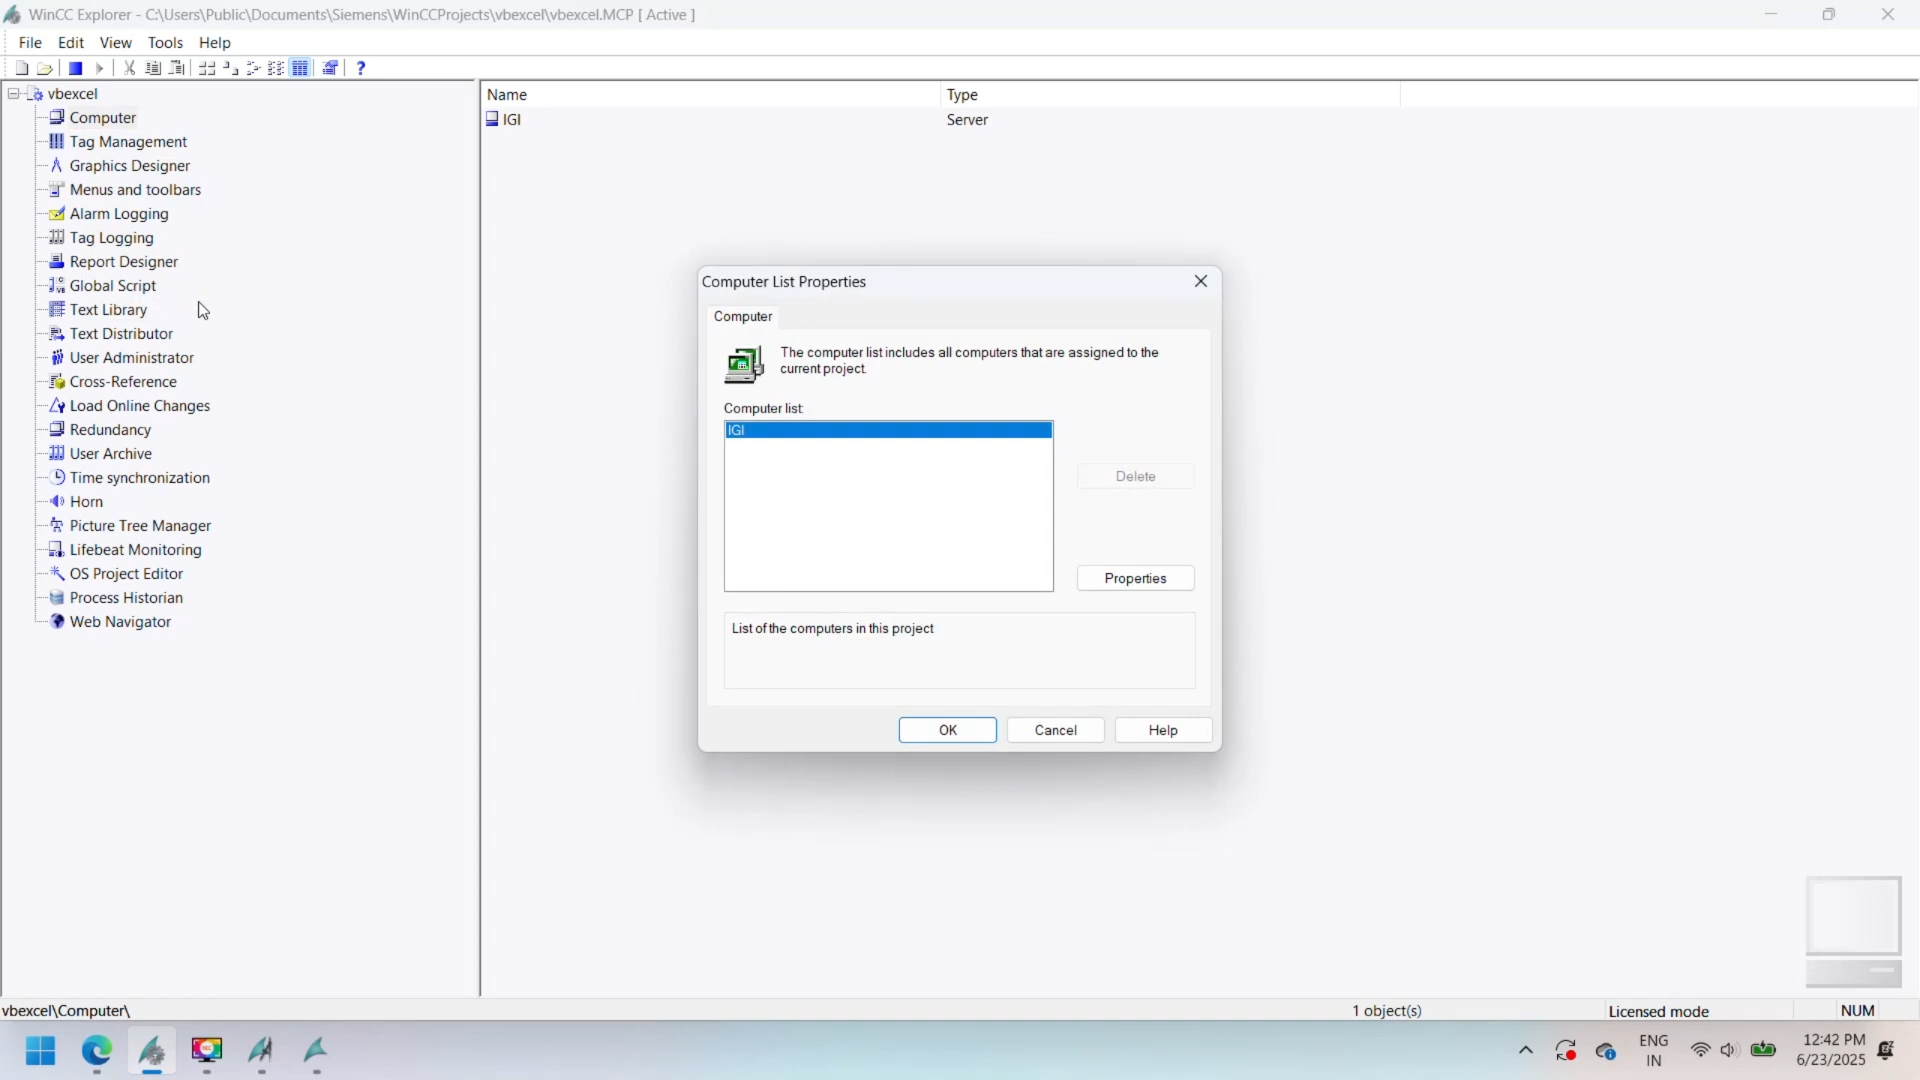 WinCC Explorer - C:\Users\Public\Documents\Siemens\WinCCProjects\vbexcel\vbexcel.MCP [ Active ]
File Edit View Tools Help
vbexcel
Computer
Tag Management
Graphics Designer
Menus and toolbars
Alarm Logging
Tag Logging
Report Designer
Global Script
Text Library
Text Distributor
User Administrator
Cross-Reference
Load Online Changes
Redundancy
User Archive
Time synchronization
Horn
Picture Tree Manager
Lifebeat Monitoring
OS Project Editor
Process Historian
Web Navigator
Name Type
IGI Server
Computer List Properties
Computer
The computer list includes all computers that are assigned to the
current project.
Computer list:
IGI
Delete
Properties
List of the computers in this project
OK Cancel Help
vbexcel\Computer\ 1 object(s) Licensed mode NUM
ENG
IN
12:42 PM
6/23/2025